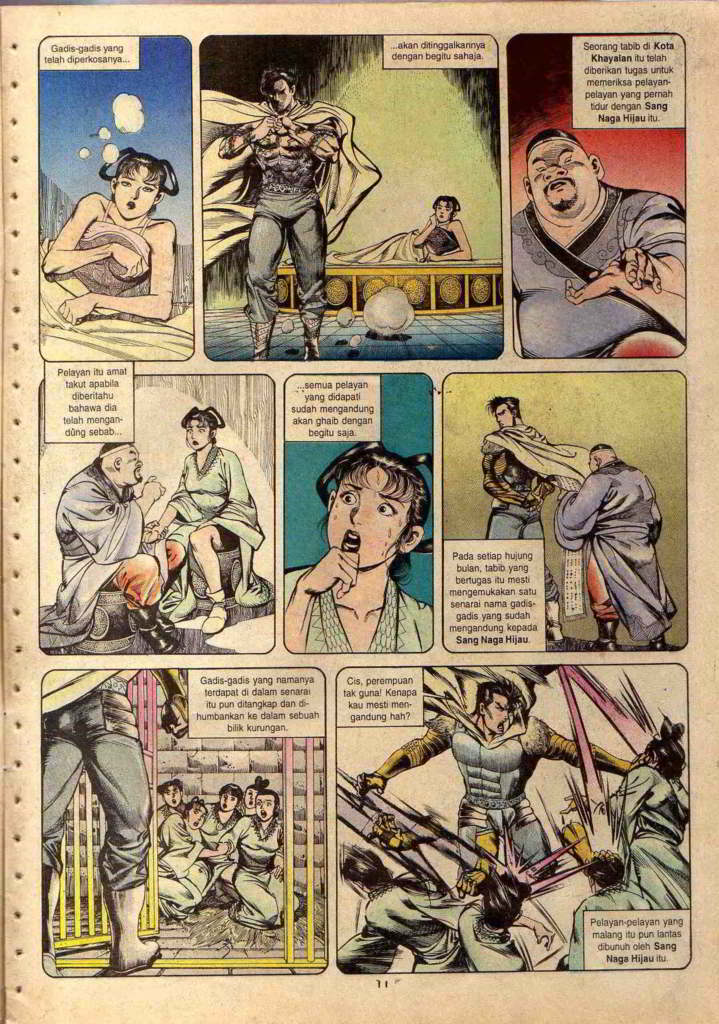 Gadis-gadis yang
telah diperkosanya...
...akan ditinggalkannya
dengan begitu sahaja.
Seorang tabib di Kota
Khayalan itu telah
diberikan tugas untuk
memeriksa pelayan-
pelayan yang pernah
tidur dengan Sang
Naga Hijau itu.
Pelayan itu amat
takut apabila
diberitahu
bahawa dia
telah mengan-
dûng sebab...
...semua pelayan
yang didapati
sudah mengandung
akan ghaib dengan
begitu saja.
Pada setiap hujung
bulan, tabib yang
bertugas itu mesti
mengemukakan satu
senarai nama gadis-
gadis yang sudah
mengandung kepada
Sang Naga Hijau.
Gadis-gadis yang namanya
terdapat di dalam senarai
itu pun ditangkap dan di-
humbankan ke dalam sebuah
bilik kurungan.
Cis, perempuan
tak guna! Kenapa
kau mesti men-
gandung hah?
Pelayan-pelayan yang
malang itu pun lantas
dibunuh oleh Sang
Naga Hijau itu.
11